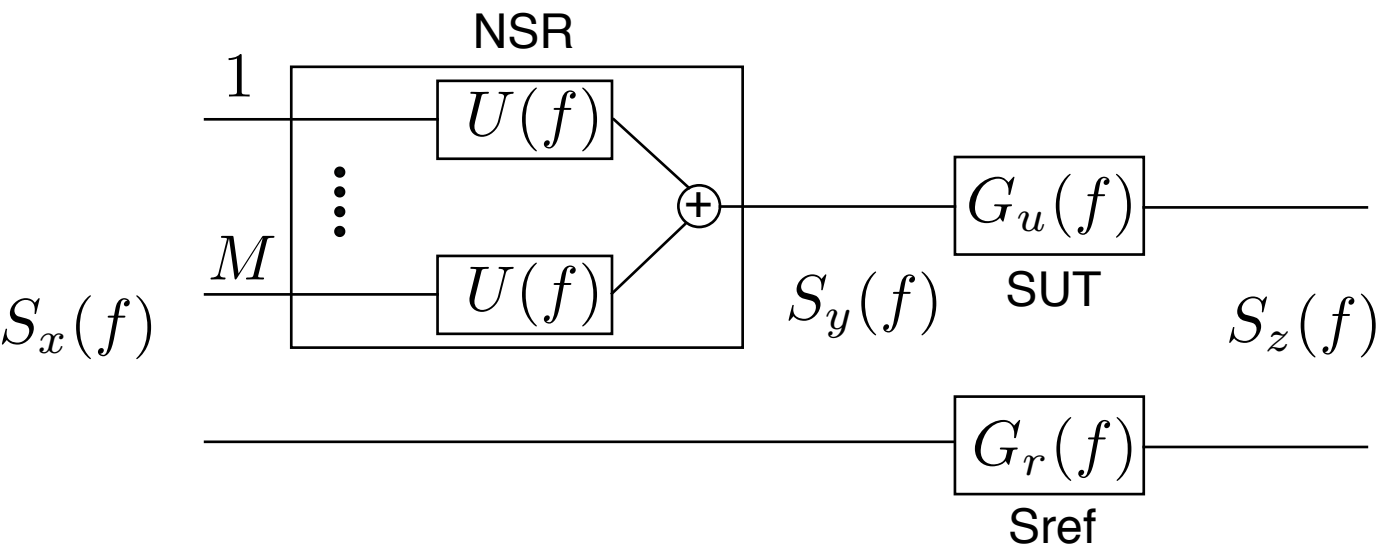 NSR
1
U(f)
M
U(f)
+
G_u(f)
SUT
S_x(f)
S_y(f)
S_z(f)
G_r(f)
Sref